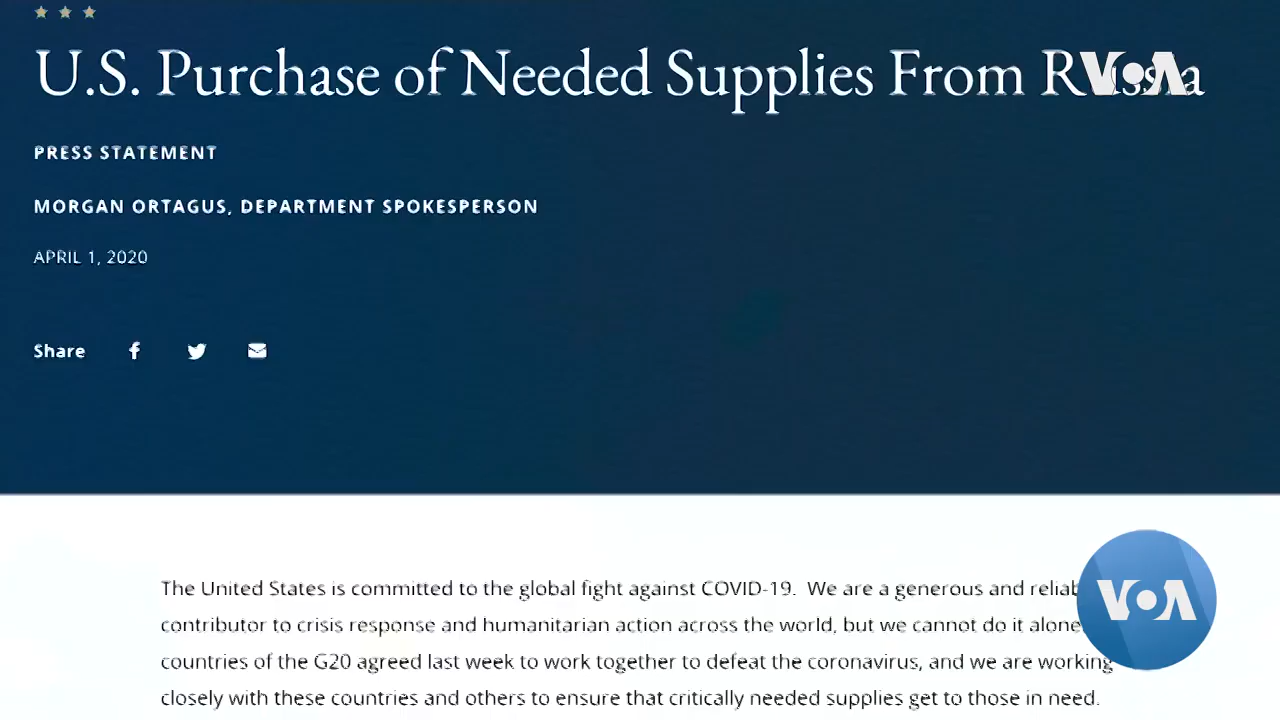 U.S. Purchase of Needed Supplies From Russia
VOA
PRESS STATEMENT
MORGAN ORTAGUS, DEPARTMENT SPOKESPERSON
APRIL 1, 2020
Share
The United States is committed to the global fight against COVID-19. We are a generous and
contributor to crisis response and humanitarian action across the world, but we cannot do it alone
countries of the G20 agreed last week to work together to defeat the coronavirus, and we are working
closely with these countries and others to ensure that critically needed supplies get to those in need.
VOA